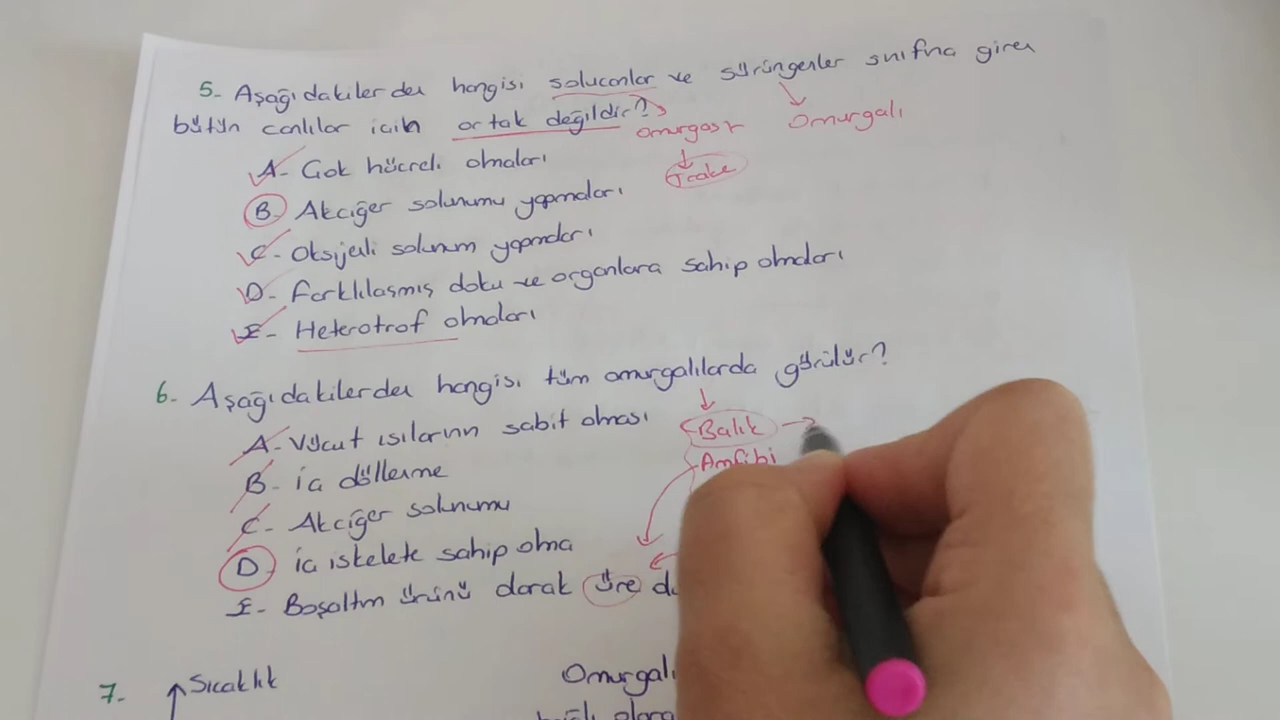 5- Aşağıdakilerden hangisi solucanlar ve sürüngenler sınıfına giren
bütün canlılar için ortak değildir?
omurgasız
Omurgalı
Trake
A- Çok hücreli olmaları
B- Akciğer solunumu yapmaları
C- Oksijenli solunum yapmaları
D- Farklılaşmış doku ve organlara sahip olmaları
E- Heterotrof olmaları
6- Aşağıdakilerden hangisi tüm omurgalılarda görülür?
Balık →
Amfibi
A- Vücut ısılarının sabit olması
B- İç döllenme
C- Akciğer solunumu
D- İç iskelete sahip olma
E- Boşaltım ürünü olarak üre
7-
Sıcaklık
Omurgalı